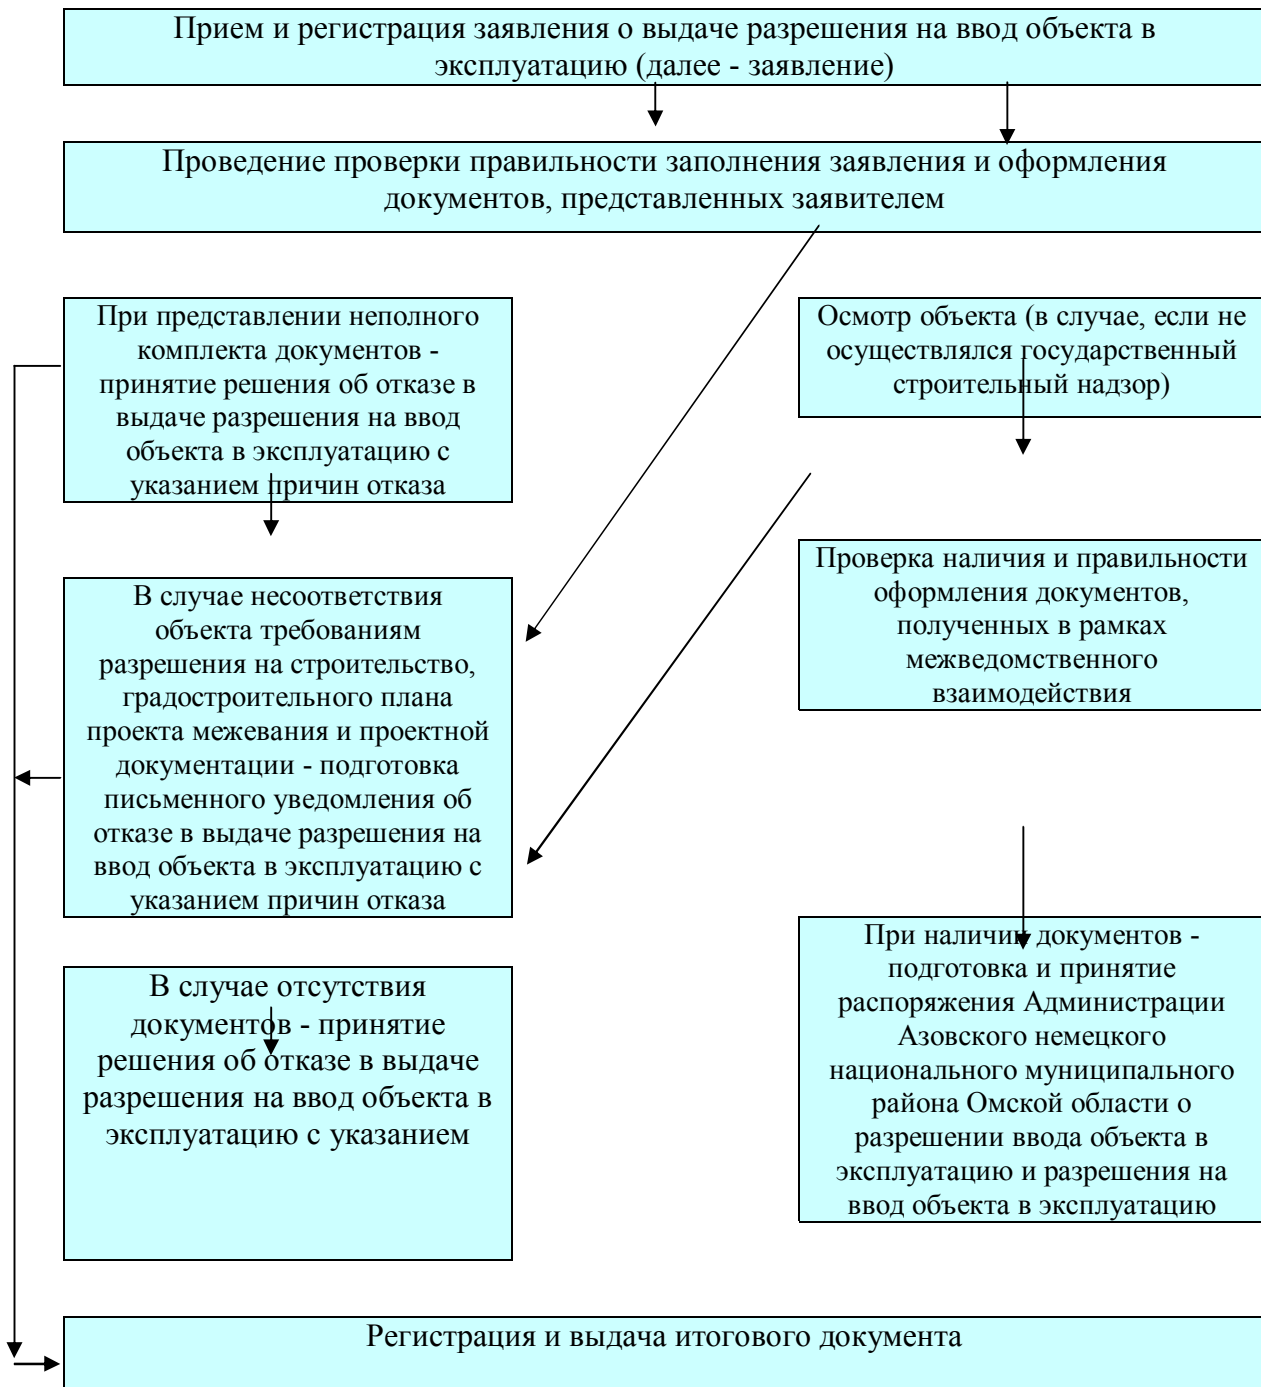 Прием и регистрация заявления о выдаче разрешения на ввод объекта в
эксплуатацию (далее - заявление)
Проведение проверки правильности заполнения заявления и оформления
документов, представленных заявителем
При представлении неполного
комплекта документов -
принятие решения об отказе в
выдаче разрешения на ввод
объекта в эксплуатацию с
указанием причин отказа
Осмотр объекта (в случае, если не
осуществлялся государственный
строительный надзор)
В случае несоответствия
объекта требованиям
разрешения на строительство,
градостроительного плана
проекта межевания и проектной
документации - подготовка
письменного уведомления об
отказе в выдаче разрешения на
ввод объекта в эксплуатацию с
указанием причин отказа
Проверка наличия и правильности
оформления документов,
полученных в рамках
межведомственного
взаимодействия
В случае отсутствия
документов - принятие
решения об отказе в выдаче
разрешения на ввод объекта в
эксплуатацию с указанием
При наличии документов -
подготовка и принятие
распоряжения Администрации
Азовского немецкого
национального муниципального
района Омской области о
разрешении ввода объекта в
эксплуатацию и разрешения на
ввод объекта в эксплуатацию
Регистрация и выдача итогового документа